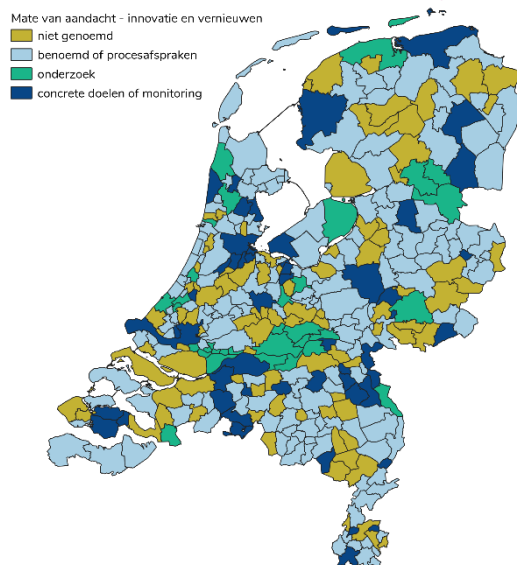 Mate van aandacht - innovatie en vernieuwen
niet genoemd
benoemd of procesafspraken
onderzoek
concrete doelen of monitoring